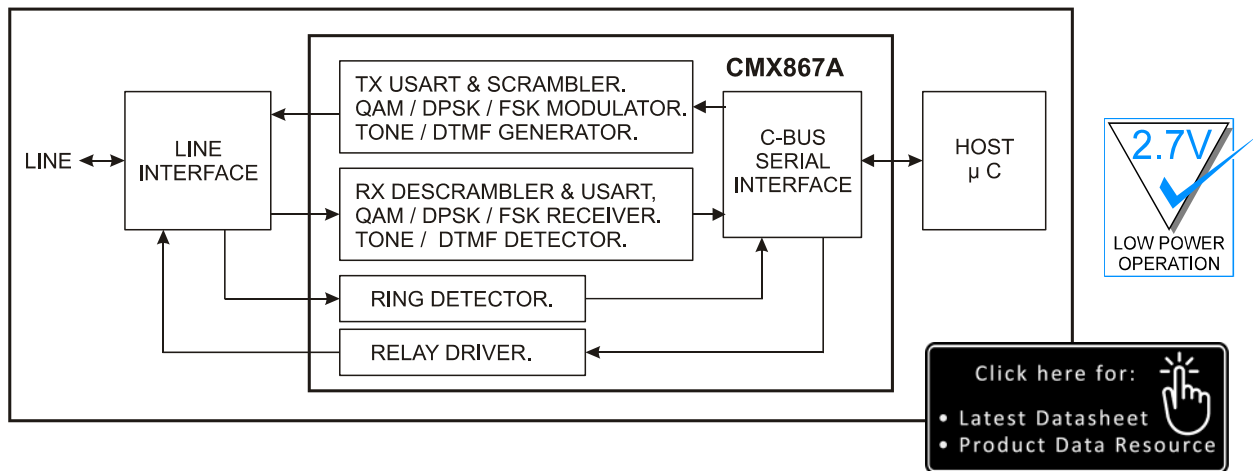 CMX867A
TX USART & SCRAMBLER.
QAM / DPSK / FSK MODULATOR.
TONE / DTMF GENERATOR.
LINE
LINE
INTERFACE
C-BUS
SERIAL
INTERFACE
HOST
µ C
RX DESCRAMBLER & USART,
QAM / DPSK / FSK RECEIVER.
TONE / DTMF DETECTOR.
RING DETECTOR.
RELAY DRIVER.
2.7V
LOW POWER
OPERATION
Click here for:
• Latest Datasheet
• Product Data Resource